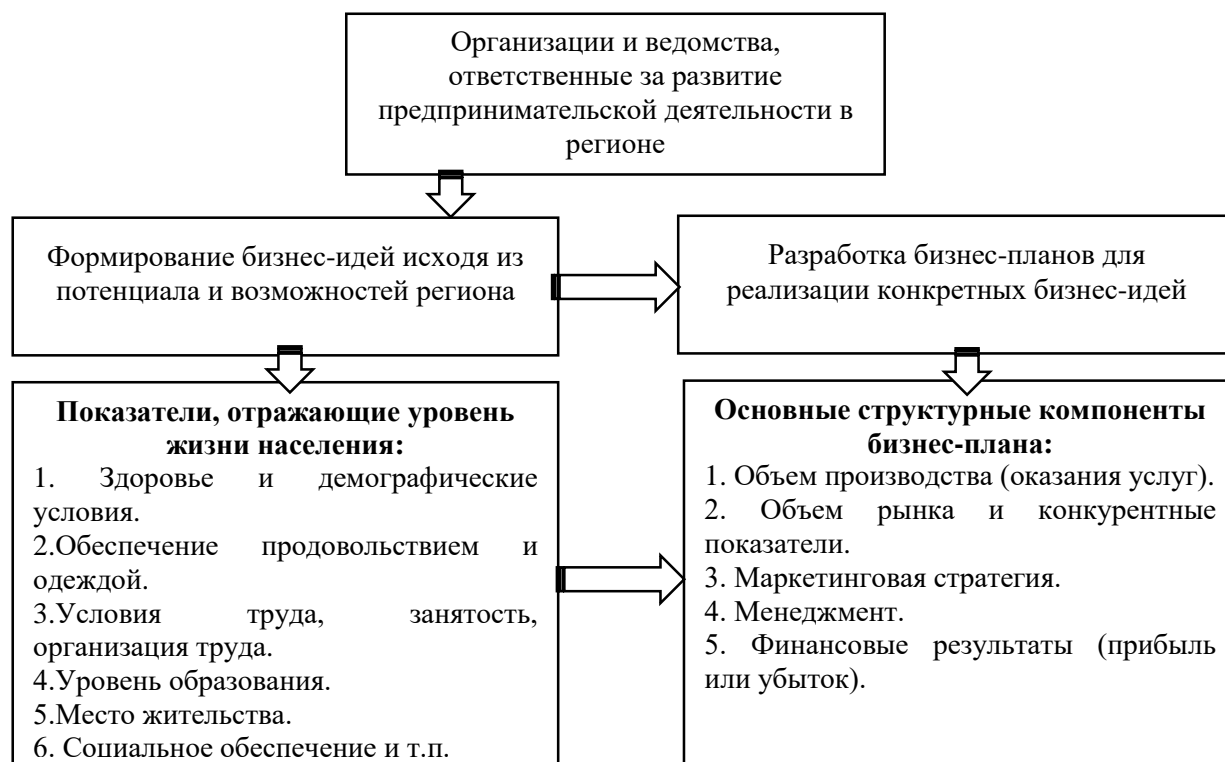 Организации и ведомства,
ответственные за развитие
предпринимательской деятельности в
регионе
Формирование бизнес-идей исходя из
потенциала и возможностей региона
Разработка бизнес-планов для
реализации конкретных бизнес-идей
Показатели, отражающие уровень
жизни населения:
1. Здоровье и демографические
условия.
2.Обеспечение продовольствием и
одеждой.
3.Условия труда, занятость,
организация труда.
4.Уровень образования.
5.Место жительства.
6. Социальное обеспечение и т.п.
Основные структурные компоненты
бизнес-плана:
1. Объем производства (оказания услуг).
2. Объем рынка и конкурентные
показатели.
3. Маркетинговая стратегия.
4. Менеджмент.
5. Финансовые результаты (прибыль
или убыток).